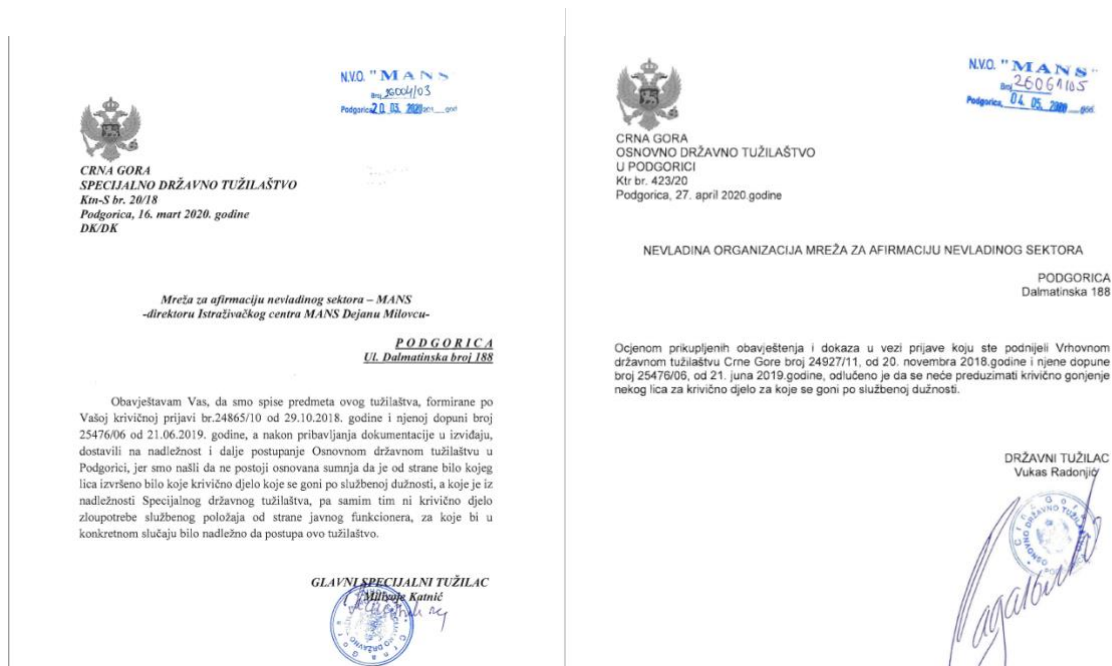 N.V.O. "MANS
Broj 26004/03
Podgorica 20. 03. 2020 god.
CRNA GORA
SPECIJALNO DRŽAVNO TUŽILAŠTVO
Ktn-S br. 20/18
Podgorica, 16. mart 2020. godine
DK/DK
Mreža za afirmaciju nevladinog sektora – MANS
-direktoru Istraživačkog centra MANS Dejanu Milovcu-
P O D G O R I C A
Ul. Dalmatinska broj 188
Obavještavam Vas, da smo spise predmeta ovog tužilaštva, formirane po
Vašoj krivičnoj prijavi br.24865/10 od 29.10.2018. godine i njenoj dopuni broj
25476/06 od 21.06.2019. godine, a nakon pribavljanja dokumentacije u izviđaju,
dostavili na nadležnost i dalje postupanje Osnovnom državnom tužilaštvu u
Podgorici, jer smo našli da ne postoji osnovana sumnja da je od strane bilo kojeg
lica izvršeno bilo koje krivično djelo koje se goni po službenoj dužnosti, a koje je iz
nadležnosti Specijalnog državnog tužilaštva, pa samim tim ni krivično djelo
zloupotrebe službenog položaja od strane javnog funkcionera, za koje bi u
konkretnom slučaju bilo nadležno da postupa ovo tužilaštvo.
GLAVNI SPECIJALNI TUŽILAC
Milivoje Katnić
N.V.O. "MANS"
Broj 26061/05
Podgorica, 04. 05. 2020 god.
CRNA GORA
OSNOVNO DRŽAVNO TUŽILAŠTVO
U PODGORICI
Ktr br. 423/20
Podgorica, 27. april 2020.godine
NEVLADINA ORGANIZACIJA MREŽA ZA AFIRMACIJU NEVLADINOG SEKTORA
PODGORICA
Dalmatinska 188
Ocjenom prikupljenih obavještenja i dokaza u vezi prijave koju ste podnijeli Vrhovnom
državnom tužilaštvu Crne Gore broj 24927/11, od 20. novembra 2018.godine i njene dopune
broj 25476/06, od 21. juna 2019.godine, odlučeno je da se neće preduzimati krivično gonjenje
nekog lica za krivično djelo za koje se goni po službenoj dužnosti.
DRŽAVNI TUŽILAC
Vukas Radonjić